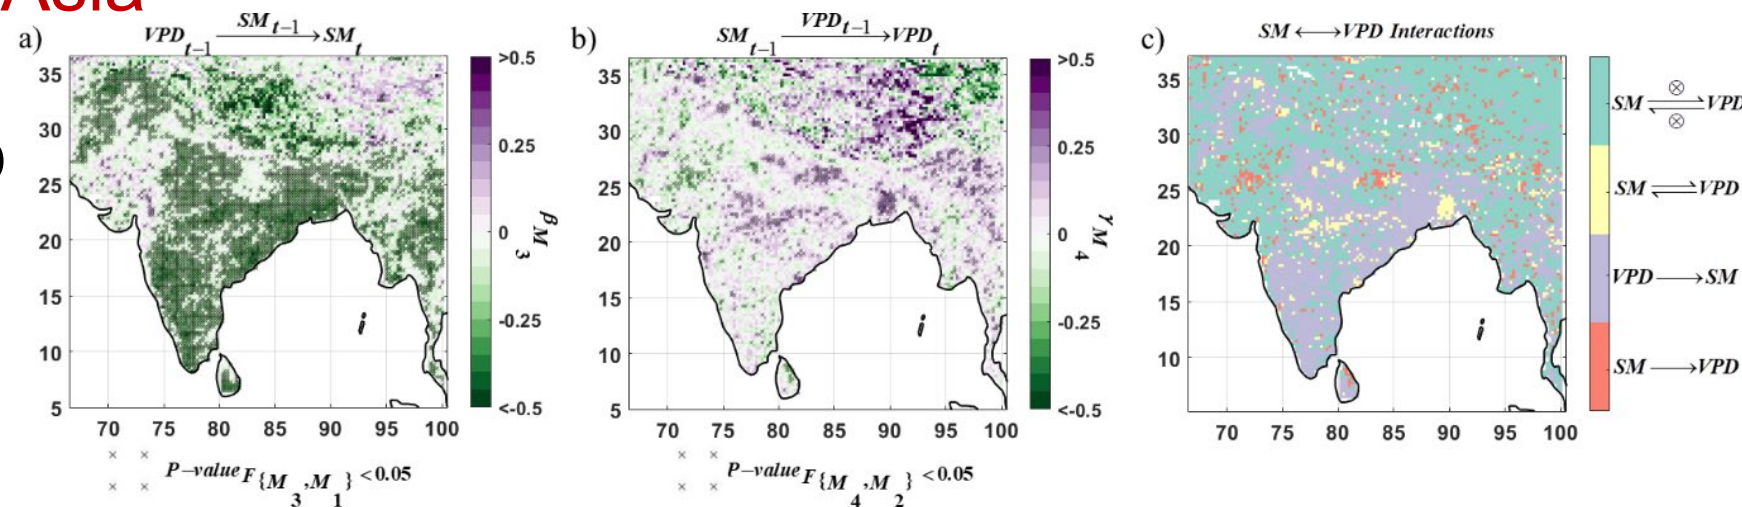 Asia
)
a)
VPD_{t-1} \xrightarrow{SM_{t-1}} SM_t
35
30
25
20
15
10
5
70 75 80 85 90 95 100
>0.5
0.25
0
-0.25
<-0.5
β_{M_3}
× ×
× ×
P-value F_{\{M_3,M_1\}} <0.05
b)
SM_{t-1} \xrightarrow{VPD_{t-1}} VPD_t
35
30
25
20
15
10
5
70 75 80 85 90 95 100
>0.5
0.25
0
-0.25
<-0.5
γ_{M_4}
× ×
× ×
P-value F_{\{M_4,M_2\}} <0.05
c)
SM ⟷ VPD Interactions
35
30
25
20
15
10
70 75 80 85 90 95 100
⊗
SM ⇌ VPD
⊗
SM ⇌ VPD
VPD ⟶ SM
SM ⟶ VPD